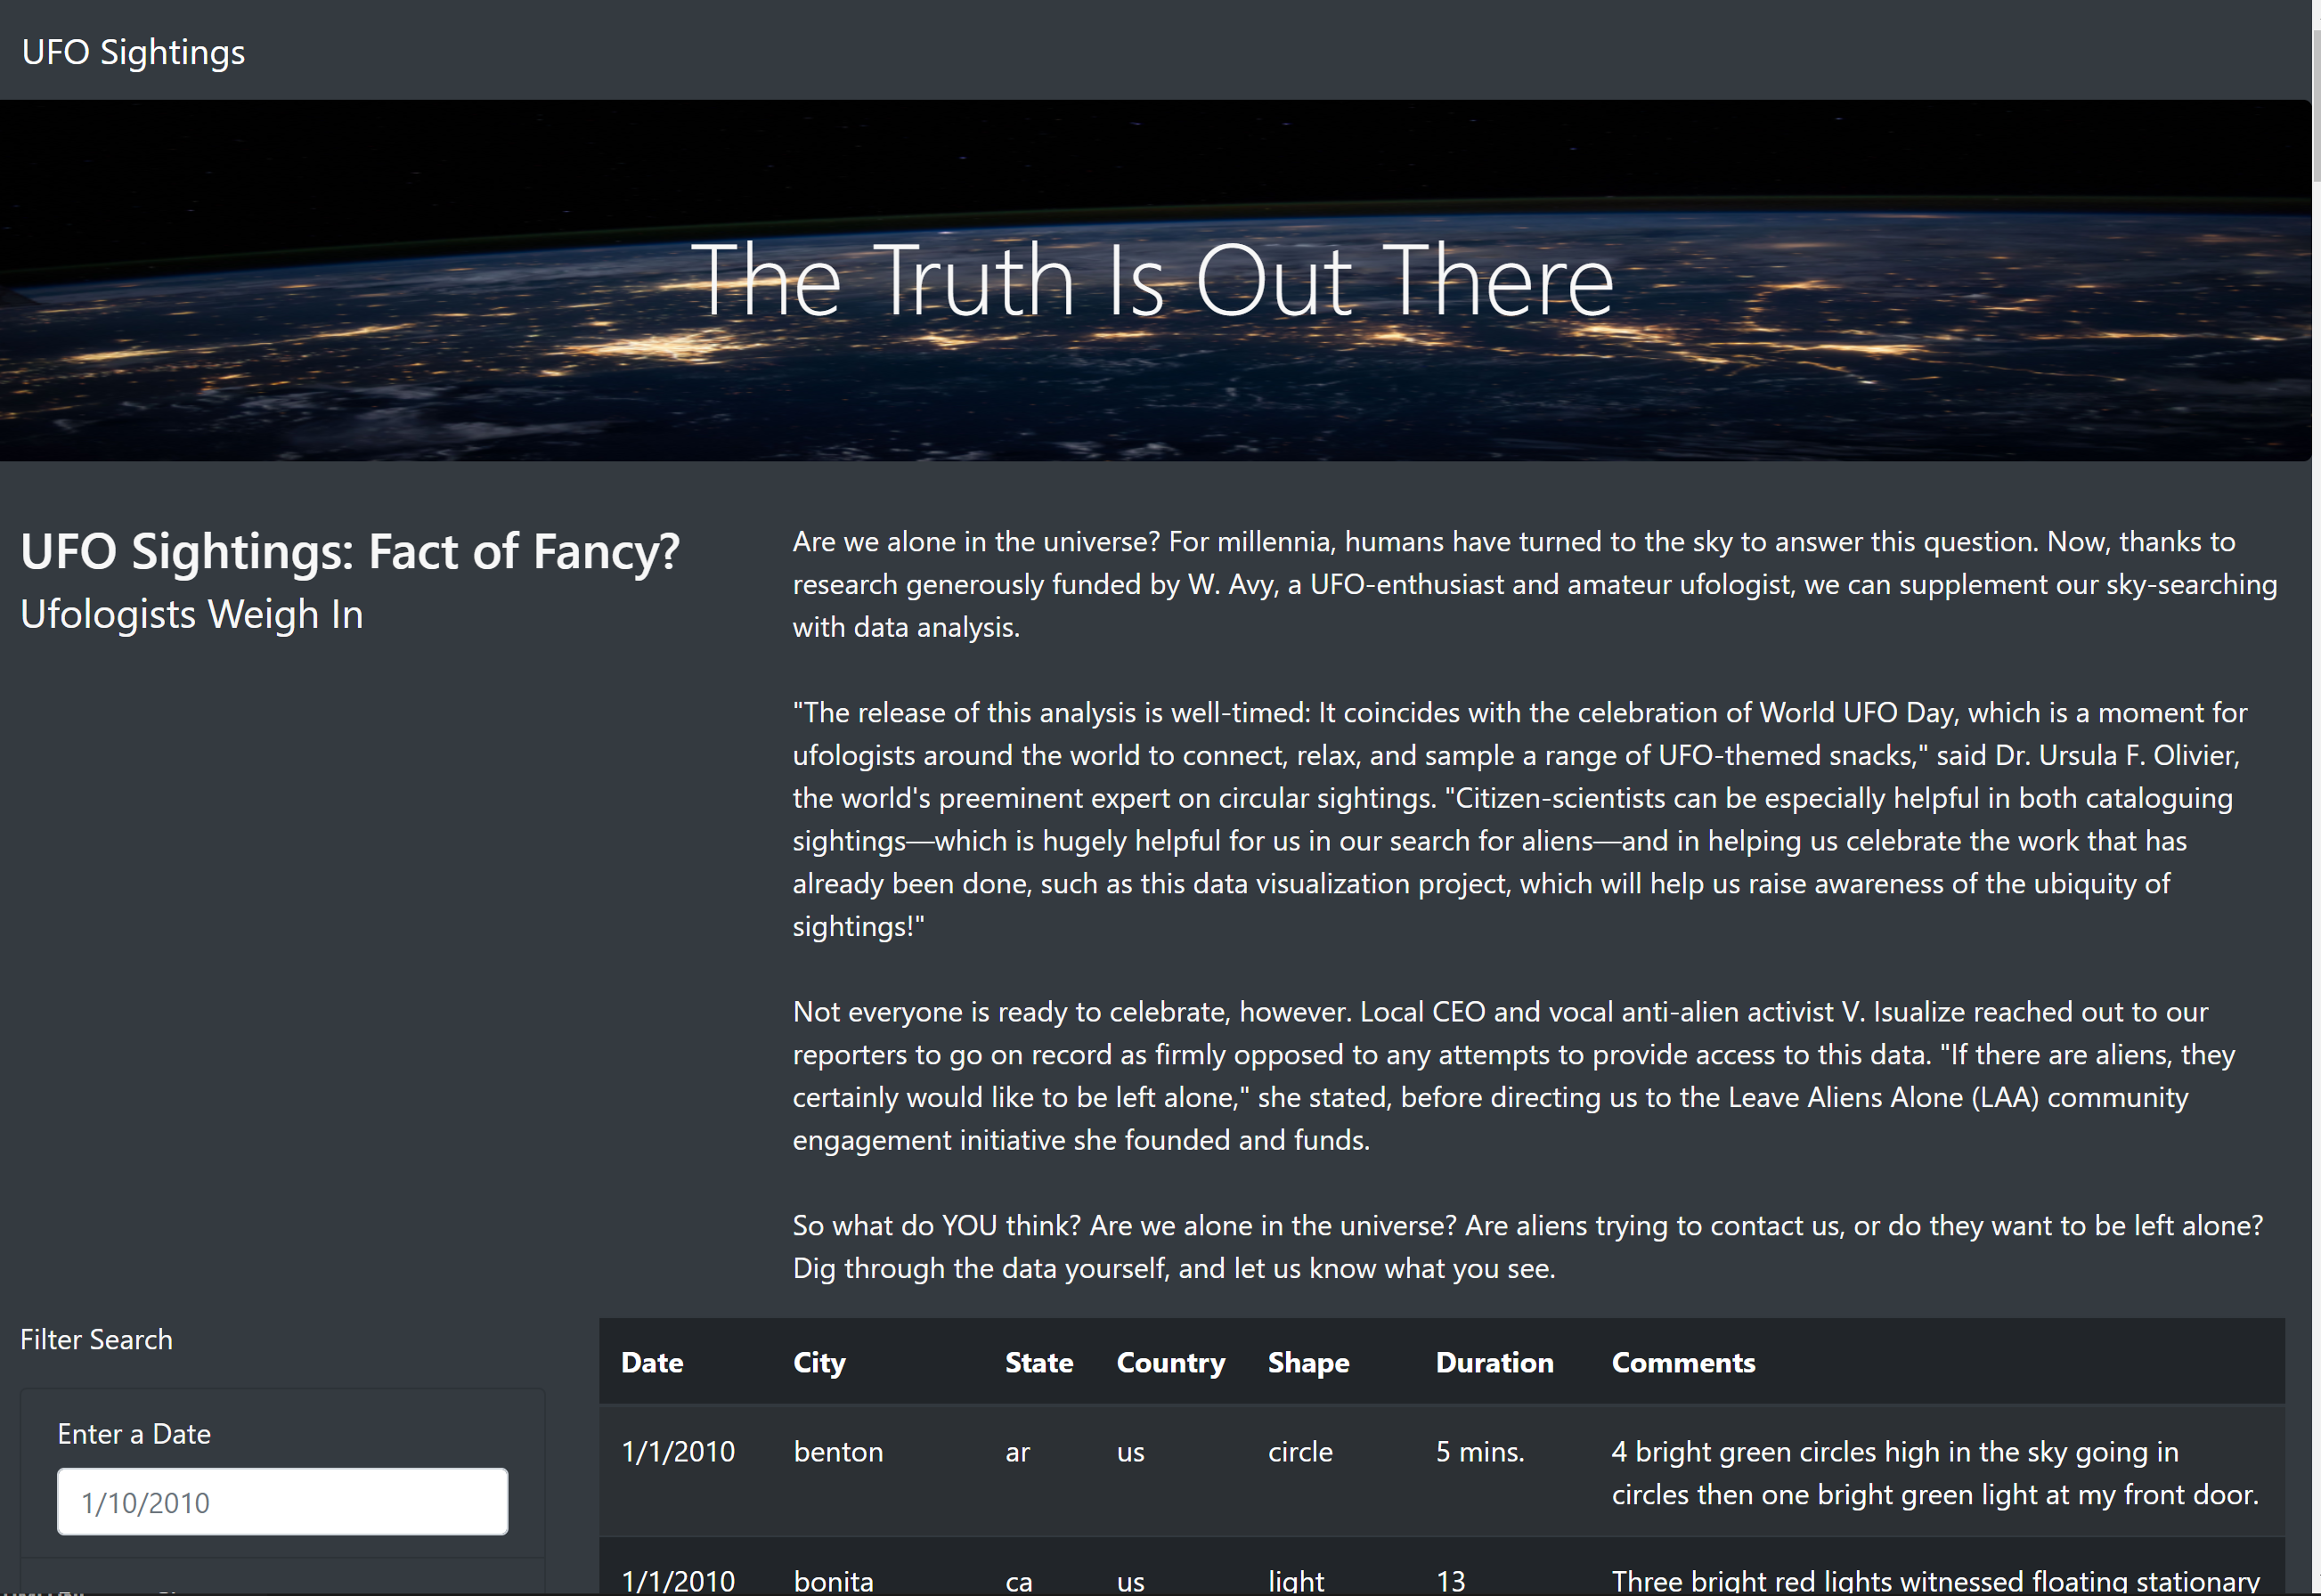 UFO Sightings
The Truth Is Out There
UFO Sightings: Fact of Fancy?
Ufologists Weigh In
Are we alone in the universe? For millennia, humans have turned to the sky to answer this question. Now, thanks to
research generously funded by W. Avy, a UFO-enthusiast and amateur ufologist, we can supplement our sky-searching
with data analysis.
"The release of this analysis is well-timed: It coincides with the celebration of World UFO Day, which is a moment for
ufologists around the world to connect, relax, and sample a range of UFO-themed snacks," said Dr. Ursula F. Olivier,
the world's preeminent expert on circular sightings. "Citizen-scientists can be especially helpful in both cataloguing
sightings—which is hugely helpful for us in our search for aliens—and in helping us celebrate the work that has
already been done, such as this data visualization project, which will help us raise awareness of the ubiquity of
sightings!"
Not everyone is ready to celebrate, however. Local CEO and vocal anti-alien activist V. Isualize reached out to our
reporters to go on record as firmly opposed to any attempts to provide access to this data. "If there are aliens, they
certainly would like to be left alone," she stated, before directing us to the Leave Aliens Alone (LAA) community
engagement initiative she founded and funds.
So what do YOU think? Are we alone in the universe? Are aliens trying to contact us, or do they want to be left alone?
Dig through the data yourself, and let us know what you see.
Filter Search
Enter a Date
1/10/2010
Date City State Country Shape Duration Comments
1/1/2010 benton ar us circle 5 mins. 4 bright green circles high in the sky going in
circles then one bright green light at my front door.
1/1/2010 bonita ca us light 13 Three bright red lights witnessed floating stationary